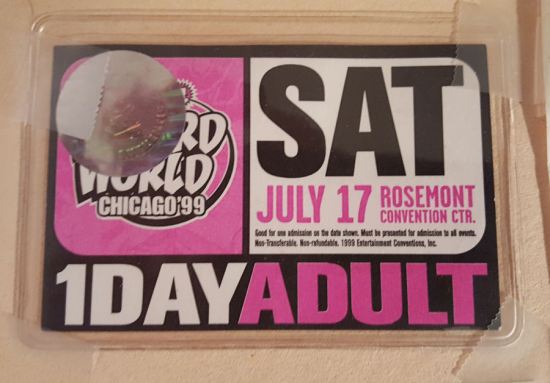 WORLD
CHICAGO'99
SAT
JULY 17 ROSEMONT
CONVENTION CTR.
Good for one admission on the date shown. Must be presented for admission to all events.
Non-Transferable. Non-refundable. 1999 Entertainment Conventions, Inc.
1DAYADULT